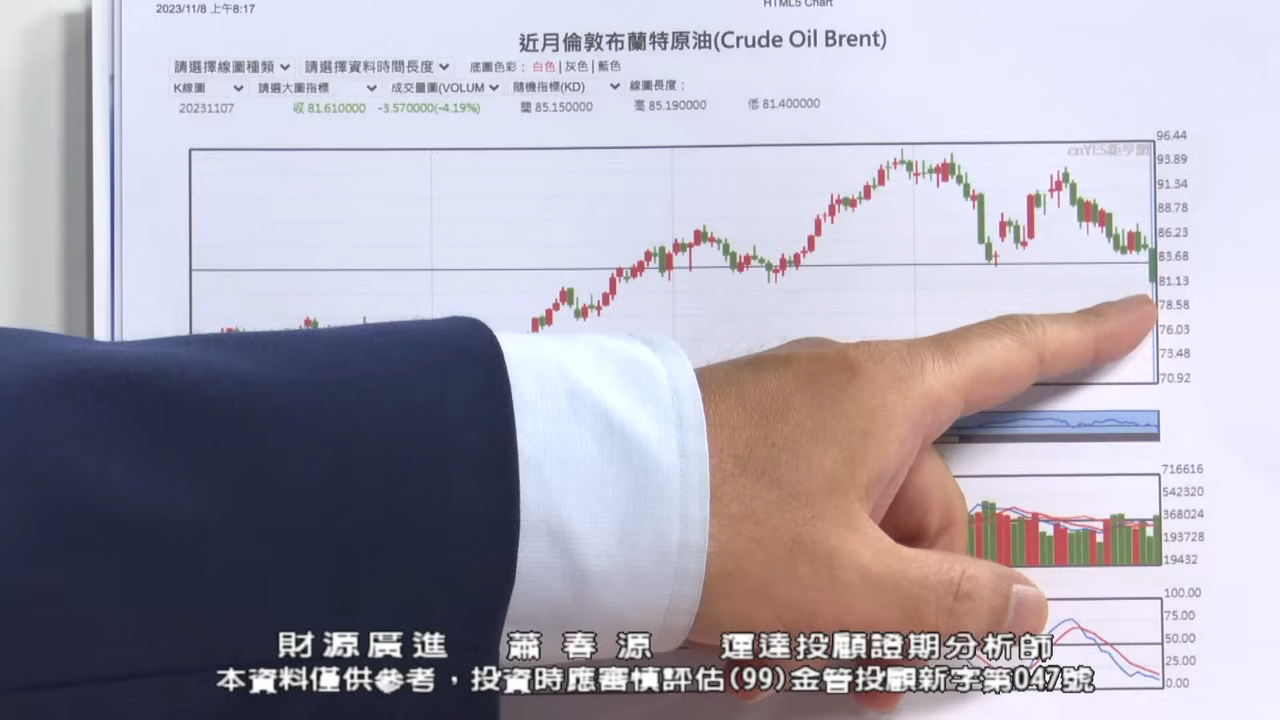 2023/11/8 上午8:17
HTML5 Chart
近月倫敦布蘭特原油(Crude Oil Brent)
請選擇線圖種類 請選擇資料時間長度 底圖色彩：白色|灰色|藍色
K線圖 請選大圖指標 成交量圖(VOLUM 隨機指標(KD) 線圖長度：
20231107 收 81.610000 -3.570000(-4.19%) 開 85.150000 高 85.190000 低 81.400000
cnYES鉅亨網
96.44
93.89
91.34
88.78
86.23
83.68
81.13
78.58
76.03
73.48
70.92
716616
542320
368024
193728
19432
100.00
75.00
50.00
25.00
0.00
財源廣進 蕭春源 運達投顧證期分析師
本資料僅供參考，投資時應審慎評估(99)金管投顧新字第047號